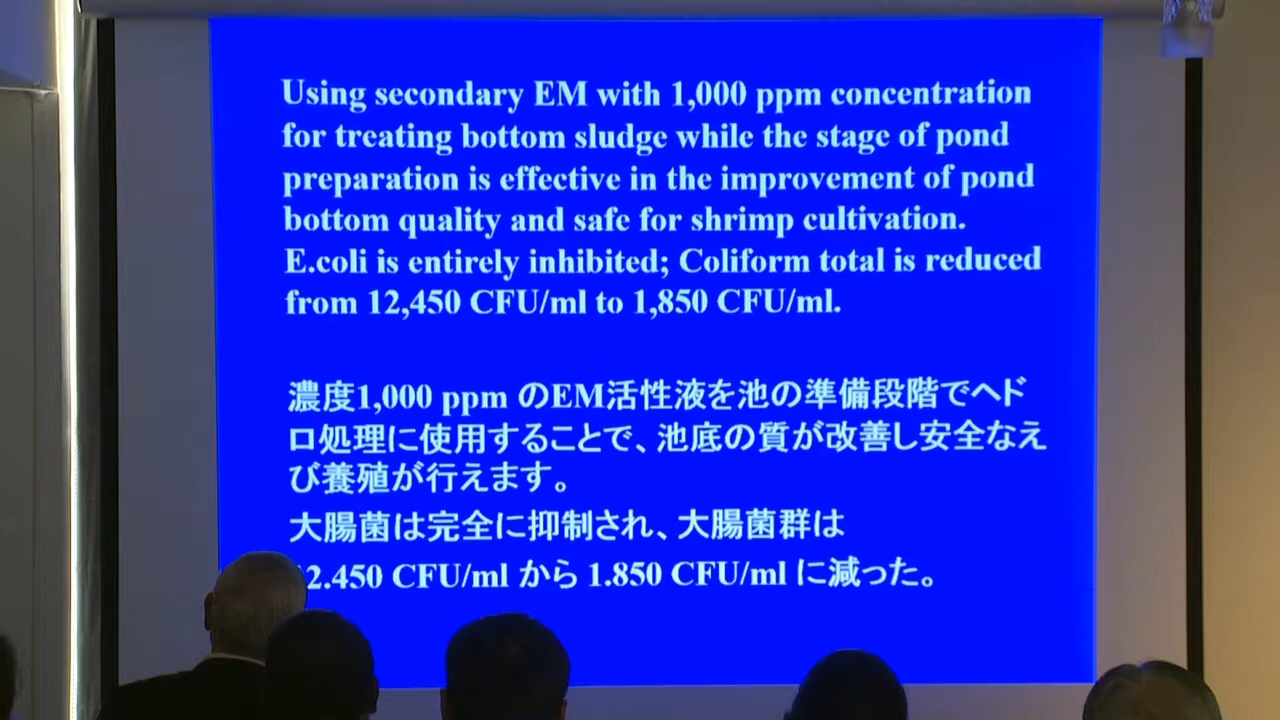 Using secondary EM with 1,000 ppm concentration
for treating bottom sludge while the stage of pond
preparation is effective in the improvement of pond
bottom quality and safe for shrimp cultivation.
E.coli is entirely inhibited; Coliform total is reduced
from 12,450 CFU/ml to 1,850 CFU/ml.
濃度1,000 ppm のEM活性液を池の準備段階でヘド
ロ処理に使用することで、池底の質が改善し安全なえ
び養殖が行えます。
大腸菌は完全に抑制され、大腸菌群は
2.450 CFU/ml から 1.850 CFU/ml に減った。